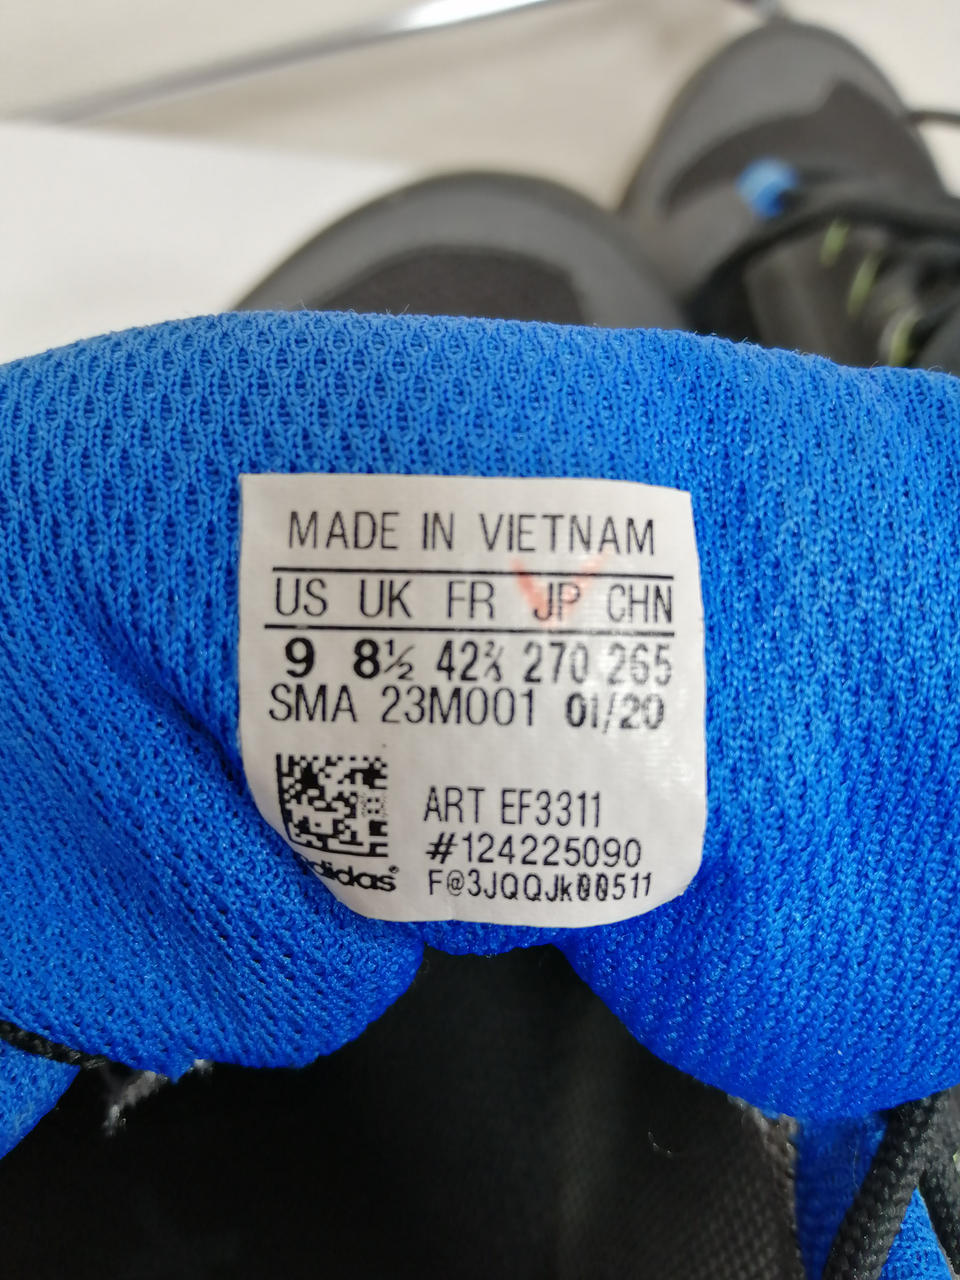 MADE IN VIETNAM
US UK FR JP CHN
9 8½ 42⅔ 270 265
SMA 23M001 01/20
ART EF3311
#124225090
F@3JQQJk00511
adidas®